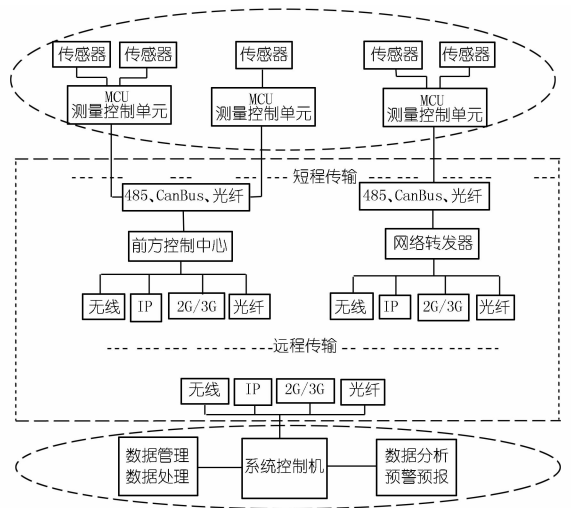 传感器
传感器
传感器
传感器
传感器
MCU
测量控制单元
MCU
测量控制单元
MCU
测量控制单元
短程传输
485、CanBus、光纤
485、CanBus、光纤
前方控制中心
网络转发器
无线
IP
2G/3G
光纤
无线
IP
2G/3G
光纤
远程传输
无线
IP
2G/3G
光纤
数据管理
数据处理
系统控制机
数据分析
预警预报